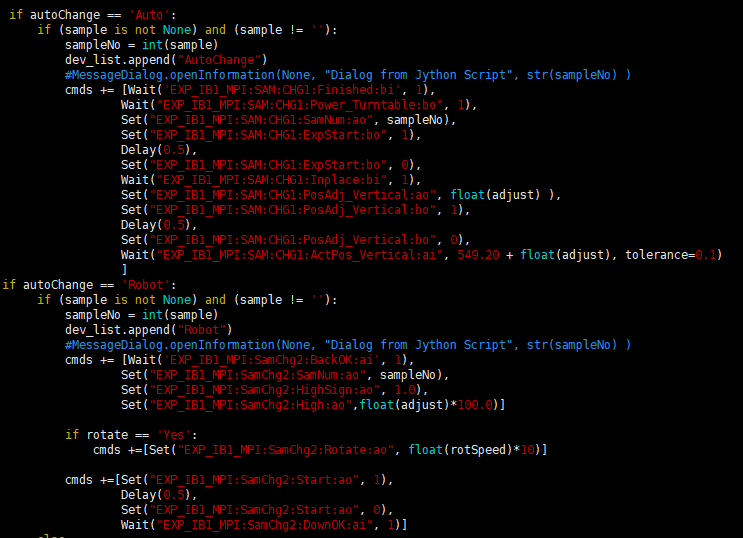 if autoChange == 'Auto':
    if (sample is not None) and (sample != ''):
        sampleNo = int(sample)
        dev_list.append("AutoChange")
        #MessageDialog.openInformation(None, "Dialog from Jython Script", str(sampleNo) )
        cmds += [Wait('EXP_IB1_MPI:SAM:CHG1:Finished:bi', 1),
                Wait("EXP_IB1_MPI:SAM:CHG1:Power_Turntable:bo", 1),
                Set("EXP_IB1_MPI:SAM:CHG1:SamNum:ao", sampleNo),
                Set("EXP_IB1_MPI:SAM:CHG1:ExpStart:bo", 1),
                Delay(0.5),
                Set("EXP_IB1_MPI:SAM:CHG1:ExpStart:bo", 0),
                Wait("EXP_IB1_MPI:SAM:CHG1:Inplace:bi", 1),
                Set("EXP_IB1_MPI:SAM:CHG1:PosAdj_Vertical:ao", float(adjust) ),
                Set("EXP_IB1_MPI:SAM:CHG1:PosAdj_Vertical:bo", 1),
                Delay(0.5),
                Set("EXP_IB1_MPI:SAM:CHG1:PosAdj_Vertical:bo", 0),
                Wait("EXP_IB1_MPI:SAM:CHG1:ActPos_Vertical:ai", 549.20 + float(adjust), tolerance=0.1)
                ]
if autoChange == 'Robot':
    if (sample is not None) and (sample != ''):
        sampleNo = int(sample)
        dev_list.append("Robot")
        #MessageDialog.openInformation(None, "Dialog from Jython Script", str(sampleNo) )
        cmds += [Wait('EXP_IB1_MPI:SamChg2:BackOK:ai', 1),
                Set("EXP_IB1_MPI:SamChg2:SamNum:ao", sampleNo),
                Set("EXP_IB1_MPI:SamChg2:HighSign:ao", 1.0),
                Set("EXP_IB1_MPI:SamChg2:High:ao",float(adjust)*100.0)]
        if rotate == 'Yes':
            cmds +=[Set("EXP_IB1_MPI:SamChg2:Rotate:ao", float(rotSpeed)*10)]
        cmds +=[Set("EXP_IB1_MPI:SamChg2:Start:ao", 1),
                Delay(0.5),
                Set("EXP_IB1_MPI:SamChg2:Start:ao", 0),
                Wait("EXP_IB1_MPI:SamChg2:DownOK:ai", 1)]